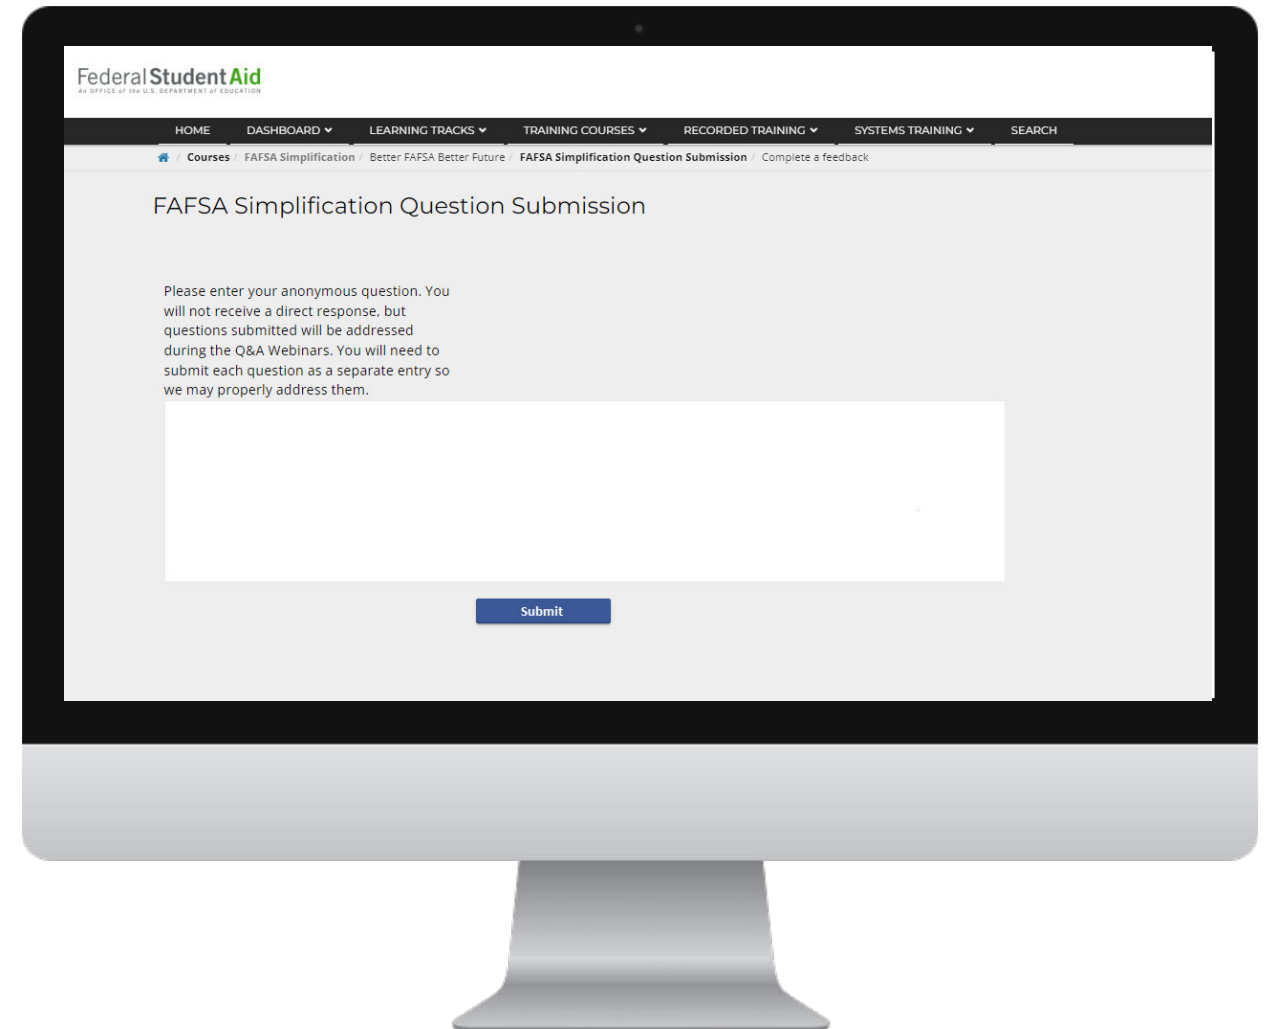 Federal Student Aid
An OFFICE of the U.S. DEPARTMENT of EDUCATION
HOME DASHBOARD LEARNING TRACKS TRAINING COURSES RECORDED TRAINING SYSTEMS TRAINING SEARCH
/ Courses / FAFSA Simplification / Better FAFSA Better Future / FAFSA Simplification Question Submission / Complete a feedback
FAFSA Simplification Question Submission
Please enter your anonymous question. You
will not receive a direct response, but
questions submitted will be addressed
during the Q&A Webinars. You will need to
submit each question as a separate entry so
we may properly address them.
Submit